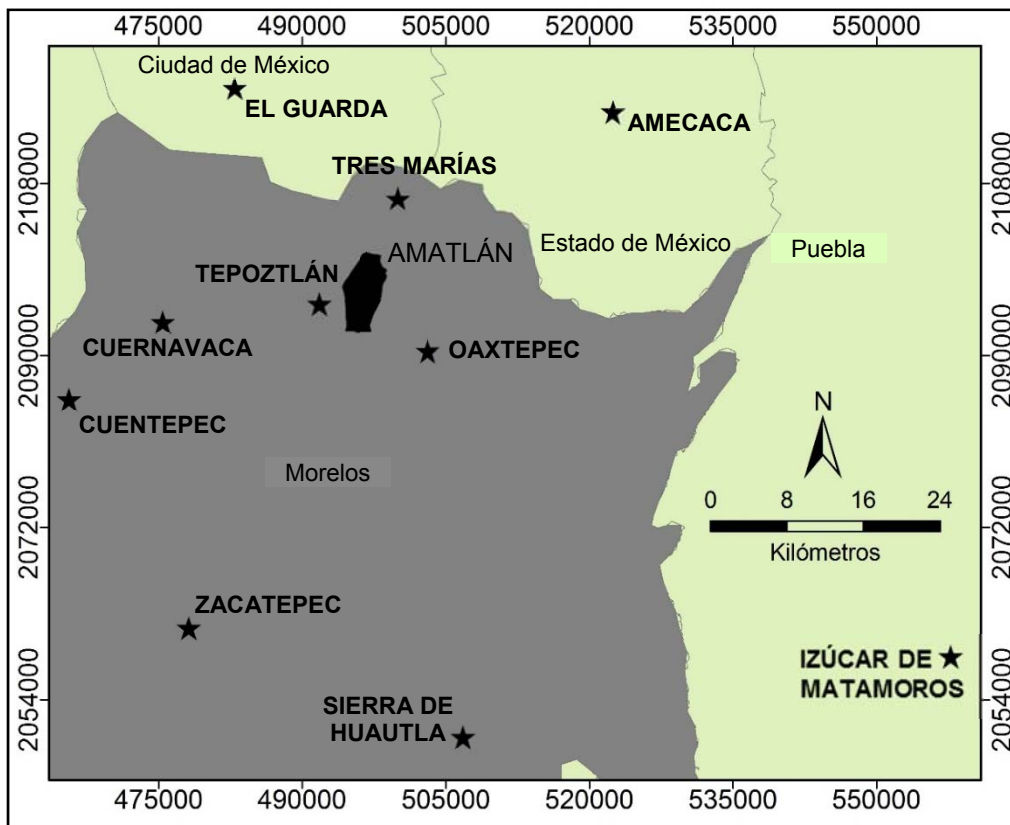 475000 490000 505000 520000 535000 550000
Ciudad de México
EL GUARDA
AMECACA
TRES MARÍAS
2108000
2108000
AMATLÁN
Estado de México
Puebla
TEPOZTLÁN
CUERNAVACA
OAXTEPEC
2090000
2090000
CUENTEPEC
N
Morelos
0 8 16 24
Kilómetros
2072000
2072000
ZACATEPEC
IZÚCAR DE
MATAMOROS
SIERRA DE
HUAUTLA
2054000
2054000
475000 490000 505000 520000 535000 550000